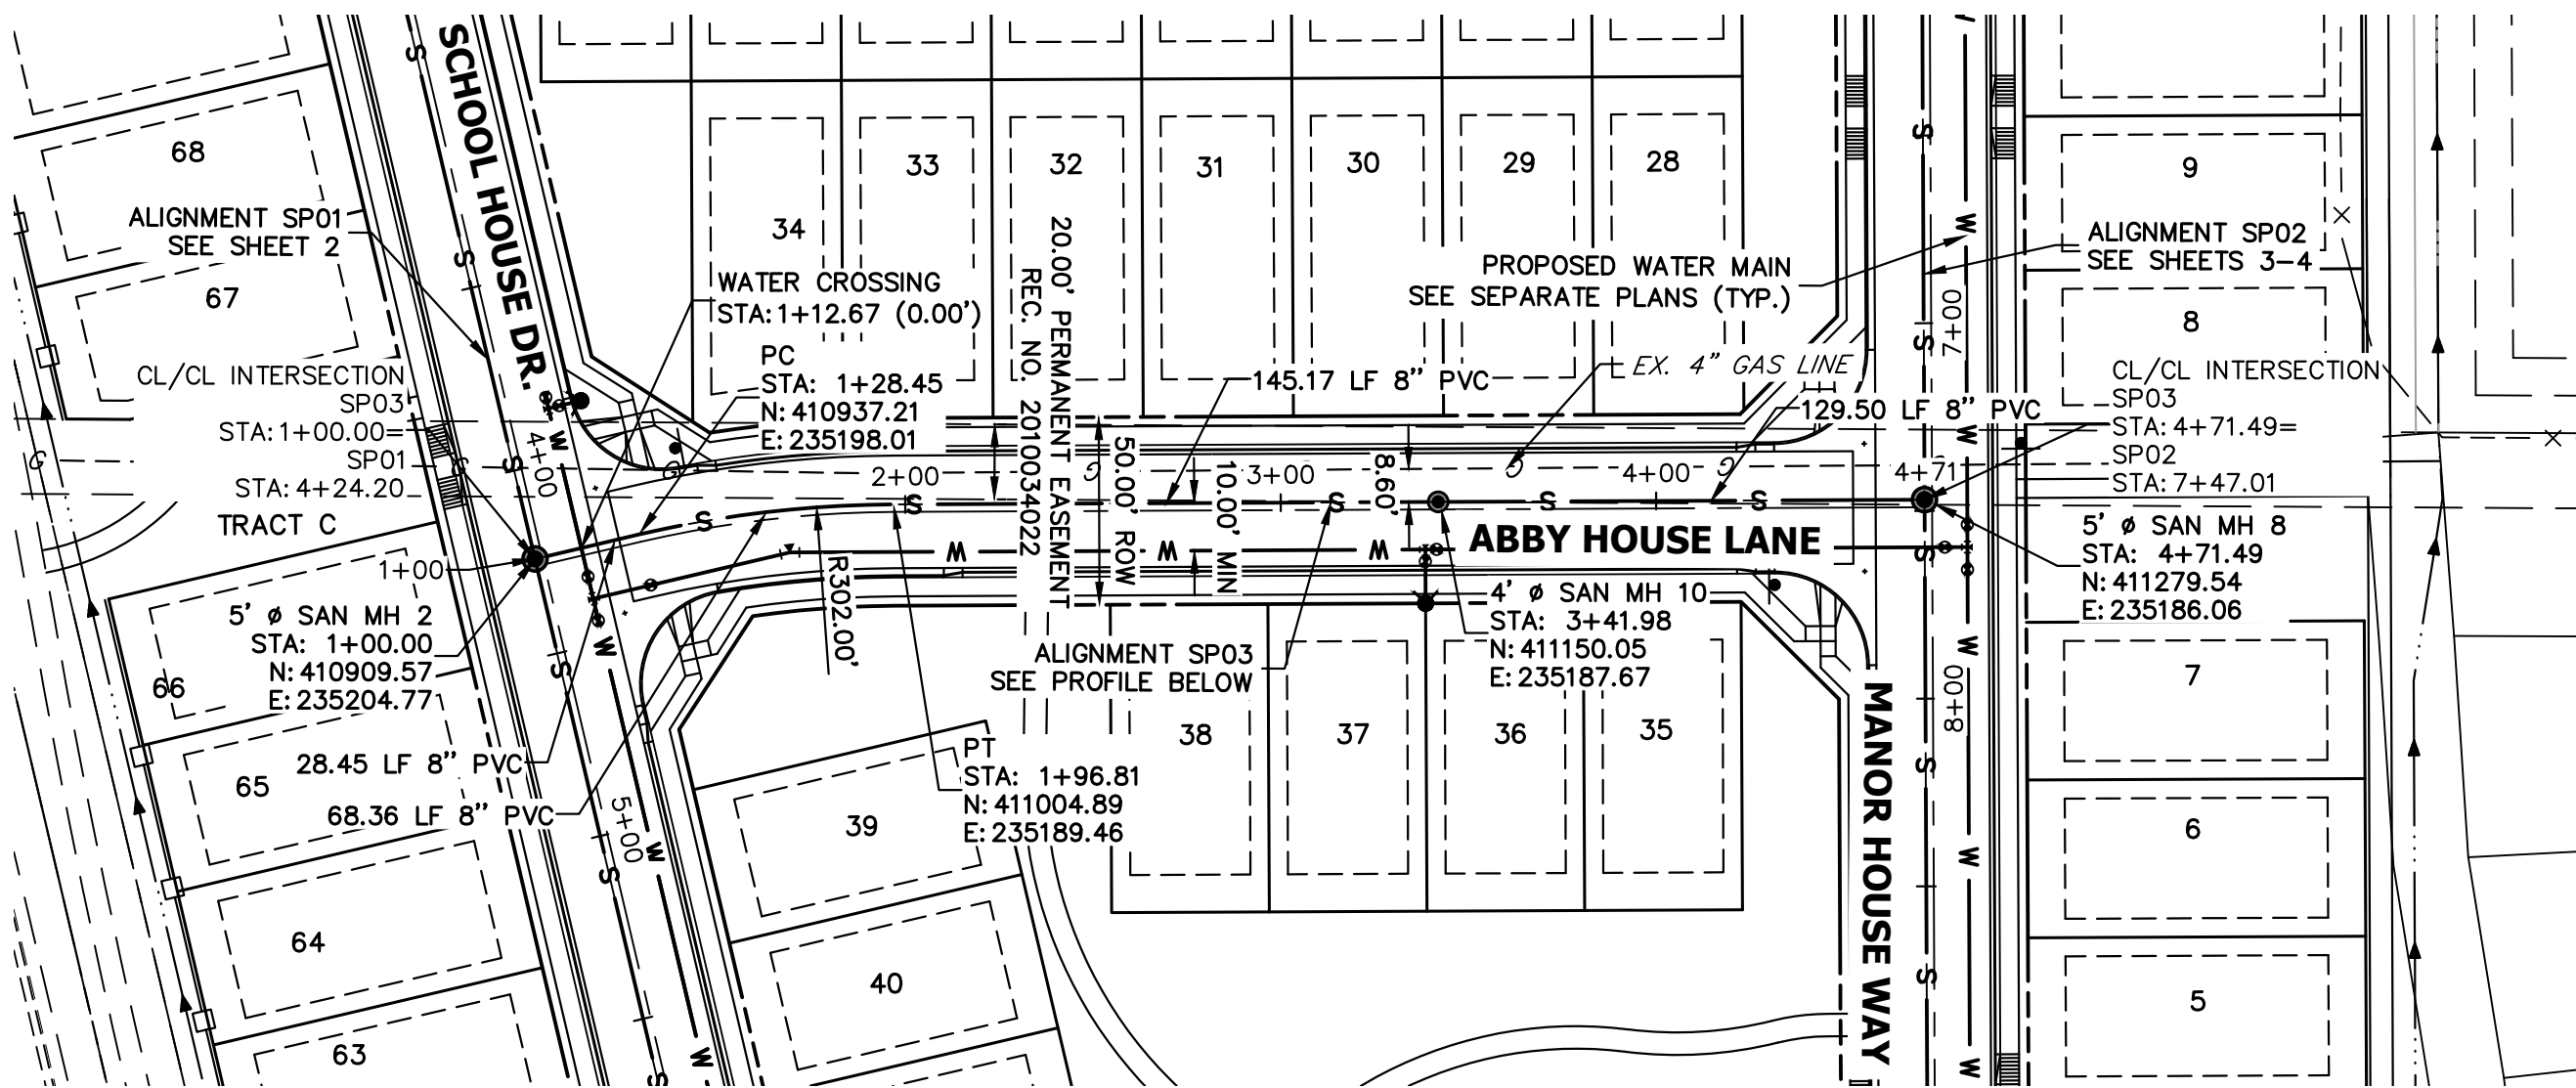 SCHOOL HOUSE DR.
68
ALIGNMENT SP01
SEE SHEET 2
67
CL/CL INTERSECTION
SP03
STA: 1+00.00=
SP01
STA: 4+24.20
TRACT C
1+00
5' Ø SAN MH 2
STA: 1+00.00
N: 410909.57
E: 235204.77
66
28.45 LF 8" PVC
65
68.36 LF 8" PVC
64
63
4+00
5+00
34
33
32
31
30
29
28
WATER CROSSING
STA: 1+12.67 (0.00')
PC
STA: 1+28.45
N: 410937.21
E: 235198.01
20.00' PERMANENT EASEMENT
REC. NO. 2010034022
145.17 LF 8" PVC
PROPOSED WATER MAIN
SEE SEPARATE PLANS (TYP.)
EX. 4" GAS LINE
129.50 LF 8" PVC
2+00
50.00' ROW
10.00' MIN
3+00
8.60'
4+00
4+71
S
W
G
ABBY HOUSE LANE
R302.00'
4' Ø SAN MH 10
STA: 3+41.98
N: 411150.05
E: 235187.67
ALIGNMENT SP03
SEE PROFILE BELOW
PT
STA: 1+96.81
N: 411004.89
E: 235189.46
38
37
36
35
39
40
MANOR HOUSE WAY
7+00
8+00
9
ALIGNMENT SP02
SEE SHEETS 3-4
8
CL/CL INTERSECTION
SP03
STA: 4+71.49=
SP02
STA: 7+47.01
5' Ø SAN MH 8
STA: 4+71.49
N: 411279.54
E: 235186.06
7
6
5